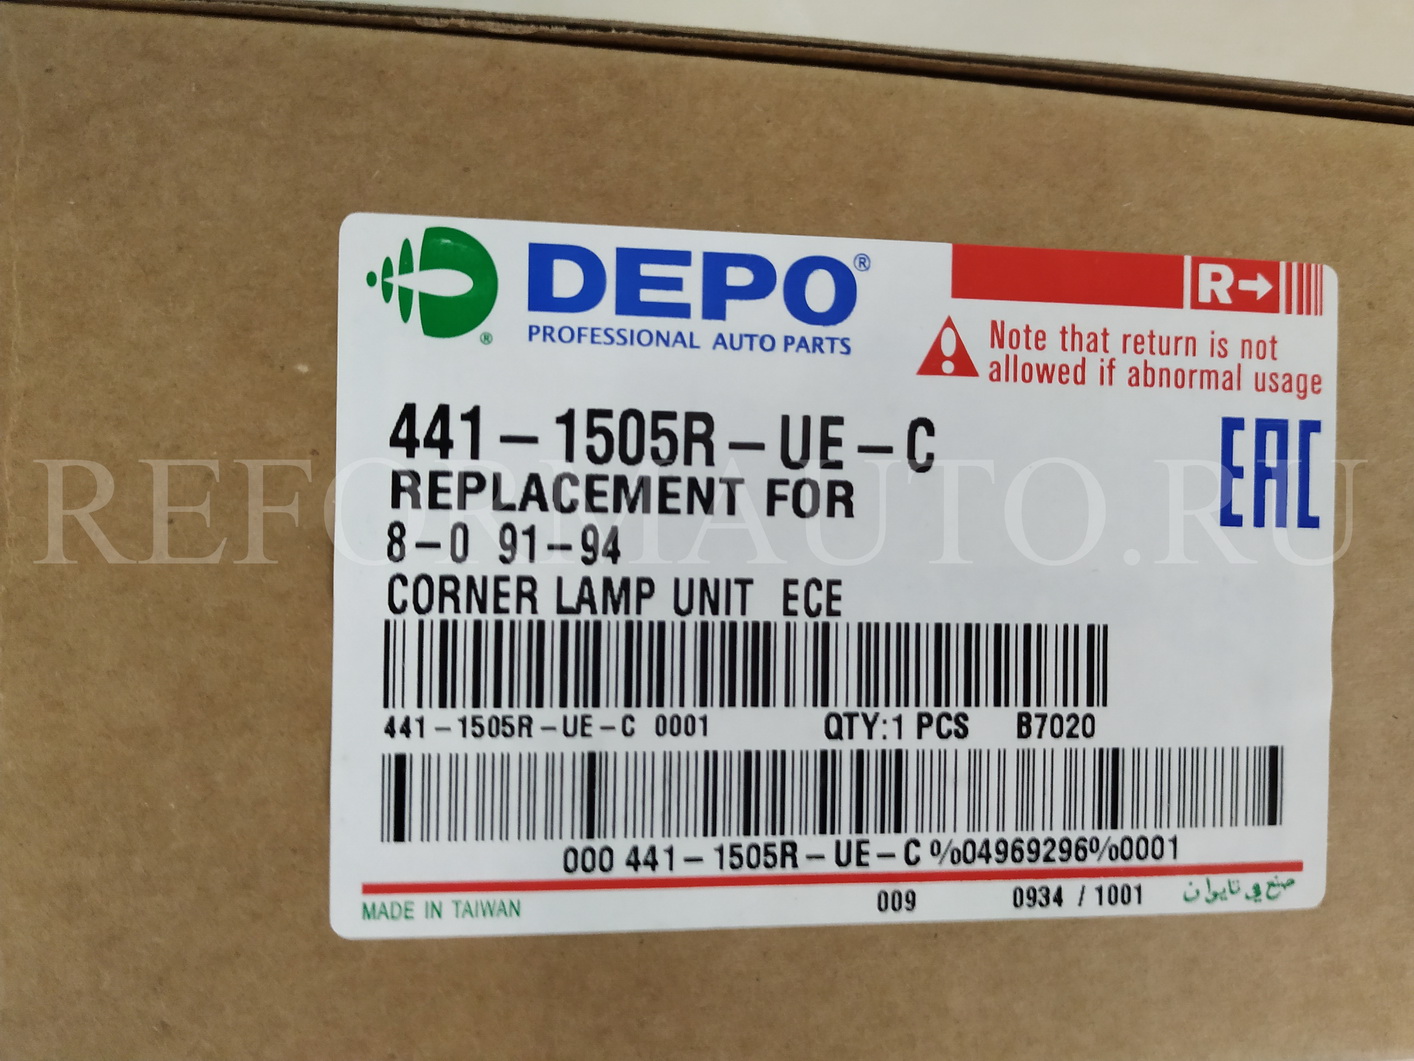 DEPO®
PROFESSIONAL AUTO PARTS
®
R→
Note that return is not
allowed if abnormal usage
441-1505R-UE-C
EAC
REPLACEMENT FOR
8-0 91-94
CORNER LAMP UNIT ECE
441-1505R-UE-C 0001 QTY:1 PCS B7020
000 441-1505R-UE-C%04969296%0001
MADE IN TAIWAN 009 0934 / 1001 صنع في تايوان
REFORMAUTO.RU